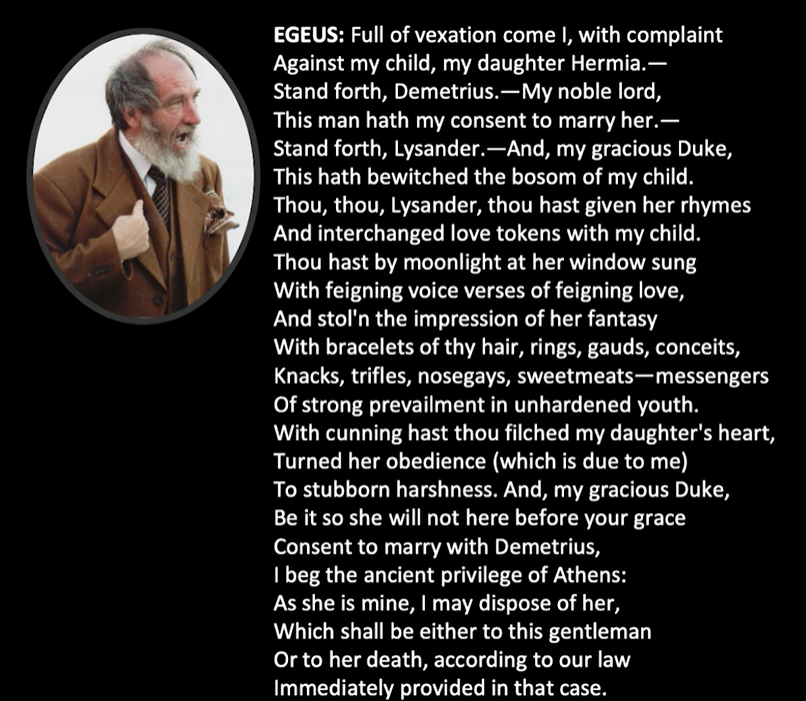 EGEUS: Full of vexation come I, with complaint
Against my child, my daughter Hermia.—
Stand forth, Demetrius.—My noble lord,
This man hath my consent to marry her.—
Stand forth, Lysander.—And, my gracious Duke,
This hath bewitched the bosom of my child.
Thou, thou, Lysander, thou hast given her rhymes
And interchanged love tokens with my child.
Thou hast by moonlight at her window sung
With feigning voice verses of feigning love,
And stol'n the impression of her fantasy
With bracelets of thy hair, rings, gauds, conceits,
Knacks, trifles, nosegays, sweetmeats—messengers
Of strong prevailment in unhardened youth.
With cunning hast thou filched my daughter's heart,
Turned her obedience (which is due to me)
To stubborn harshness. And, my gracious Duke,
Be it so she will not here before your grace
Consent to marry with Demetrius,
I beg the ancient privilege of Athens:
As she is mine, I may dispose of her,
Which shall be either to this gentleman
Or to her death, according to our law
Immediately provided in that case.